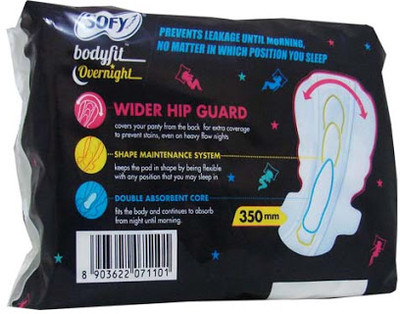 SOFY
bodyfit
Overnight
PREVENTS LEAKAGE UNTIL MORNING,
NO MATTER IN WHICH POSITION YOU SLEEP
WIDER HIP GUARD
covers your panty from the back for extra coverage
to prevent stains, even on heavy flow nights
SHAPE MAINTENANCE SYSTEM
keeps the pad in shape by being flexible
with any position that you may sleep in
DOUBLE ABSORBENT CORE
fits the body and continues to absorb
from night until morning.
350mm
8 903622 071101